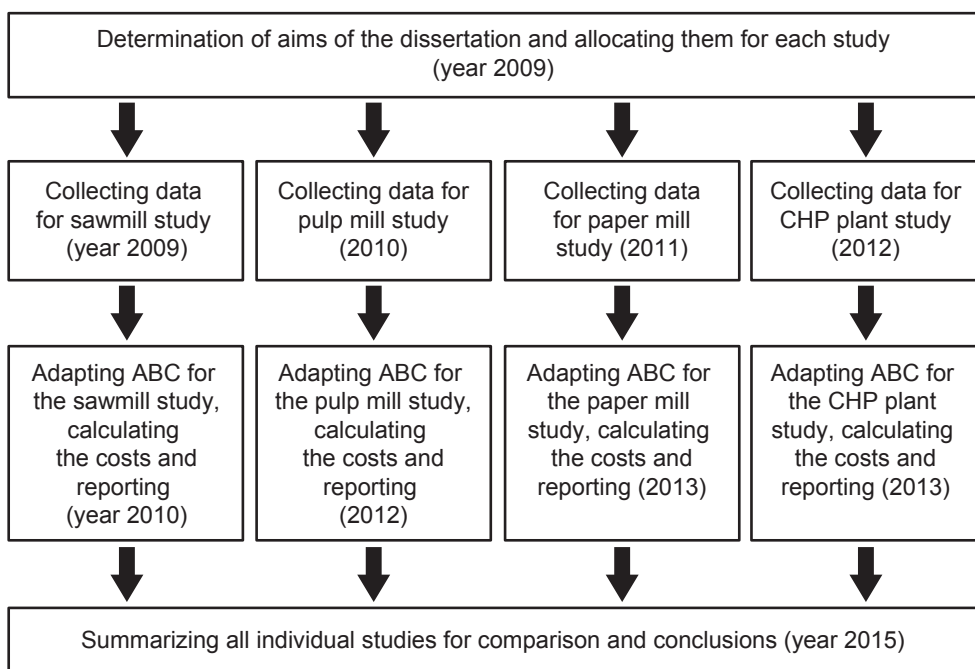 Determination of aims of the dissertation and allocating them for each study
(year 2009)
Collecting data
for sawmill study
(year 2009)
Collecting data for
pulp mill study
(2010)
Collecting data
for paper mill
study (2011)
Collecting data for
CHP plant study
(2012)
Adapting ABC for
the sawmill study,
calculating
the costs and
reporting
(year 2010)
Adapting ABC for
the pulp mill study,
calculating
the costs and
reporting
(2012)
Adapting ABC for
the paper mill
study, calculating
the costs and
reporting (2013)
Adapting ABC for
the CHP plant
study, calculating
the costs and
reporting (2013)
Summarizing all individual studies for comparison and conclusions (year 2015)